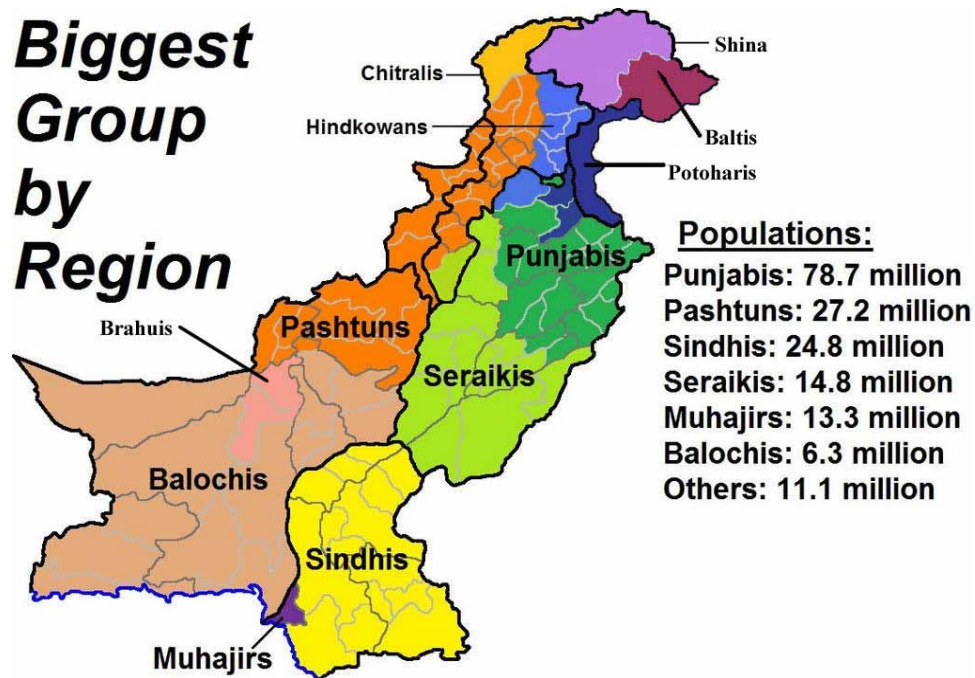 Biggest
Group
by
Region
Shina
Chitralis
Hindkowans
Baltis
Potoharis
Punjabis
Pashtuns
Brahuis
Seraikis
Balochis
Sindhis
Muhajirs
Populations:
Punjabis: 78.7 million
Pashtuns: 27.2 million
Sindhis: 24.8 million
Seraikis: 14.8 million
Muhajirs: 13.3 million
Balochis: 6.3 million
Others: 11.1 million